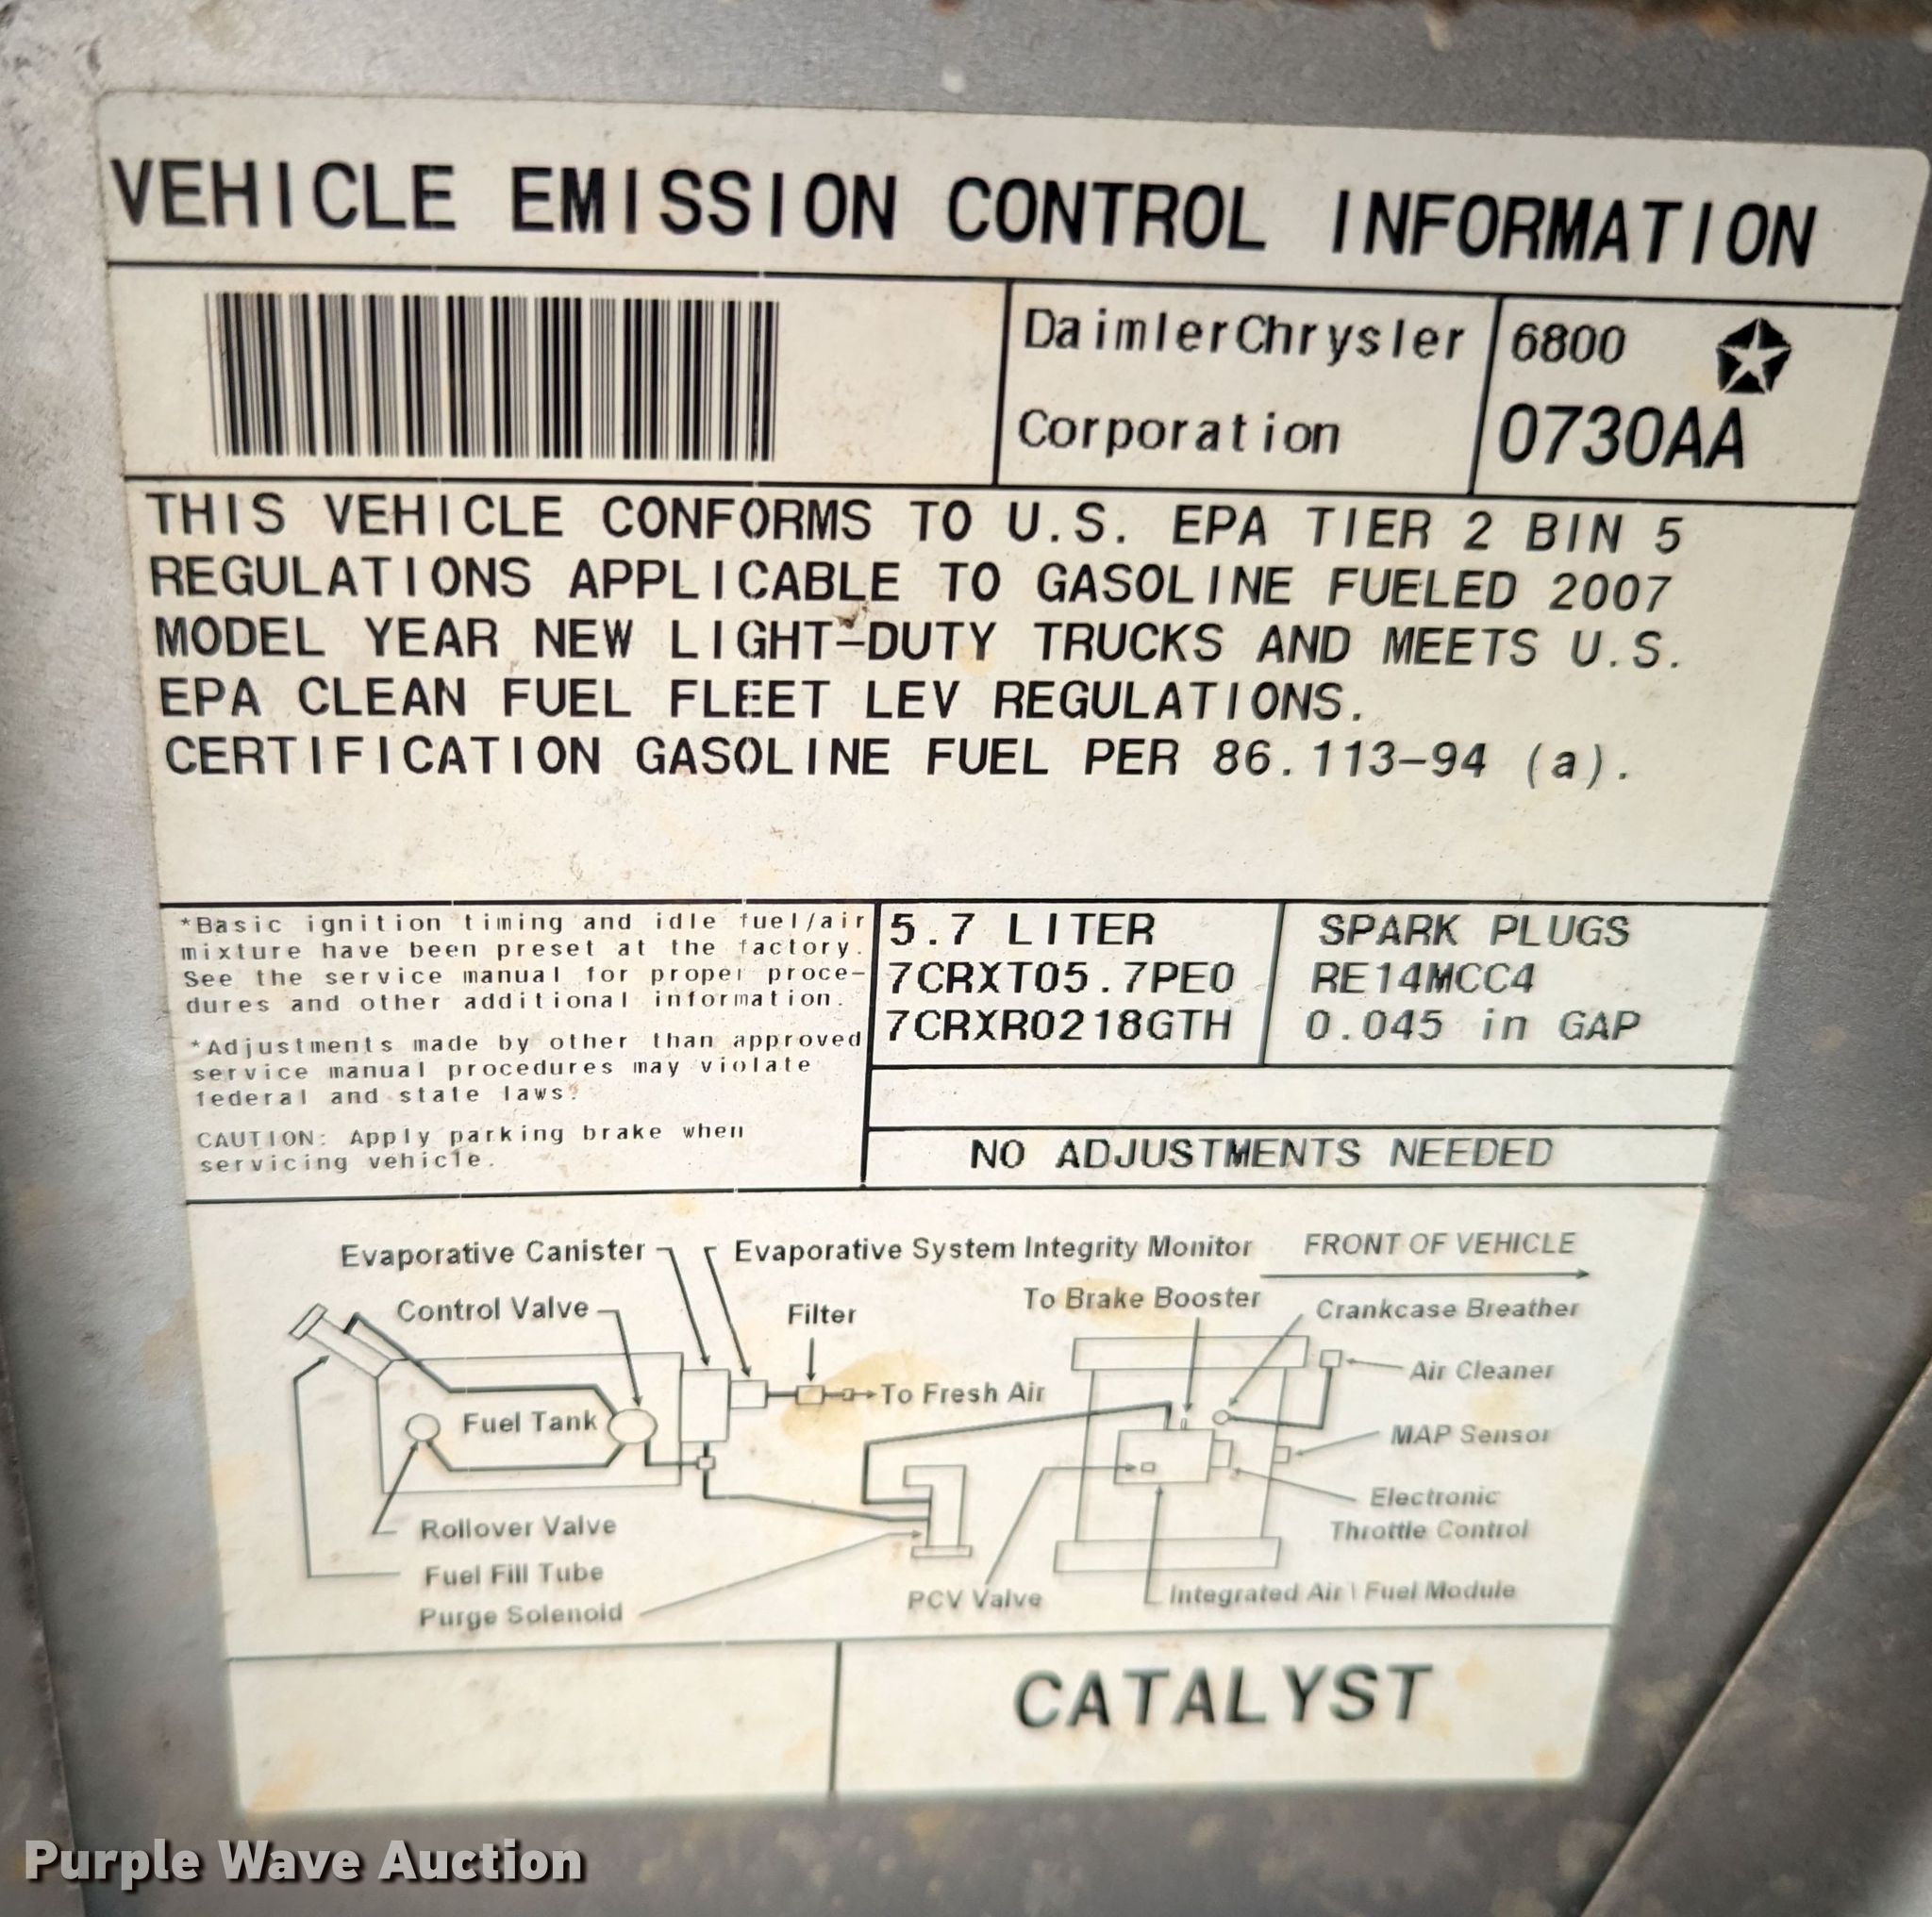 VEHICLE EMISSION CONTROL INFORMATION
DaimlerChrysler
Corporation
6800
0730AA
THIS VEHICLE CONFORMS TO U.S. EPA TIER 2 BIN 5
REGULATIONS APPLICABLE TO GASOLINE FUELED 2007
MODEL YEAR NEW LIGHT-DUTY TRUCKS AND MEETS U.S.
EPA CLEAN FUEL FLEET LEV REGULATIONS.
CERTIFICATION GASOLINE FUEL PER 86.113-94 (a).
*Basic ignition timing and idle fuel/air
mixture have been preset at the factory.
See the service manual for proper proce-
dures and other additional information.
*Adjustments made by other than approved
service manual procedures may violate
federal and state laws.
CAUTION: Apply parking brake when
servicing vehicle.
5.7 LITER
7CRXT05.7PE0
7CRXR0218GTH
SPARK PLUGS
RE14MCC4
0.045 in GAP
NO ADJUSTMENTS NEEDED
Evaporative Canister
Evaporative System Integrity Monitor
FRONT OF VEHICLE
Control Valve
Filter
To Brake Booster
Crankcase Breather
Air Cleaner
To Fresh Air
Fuel Tank
MAP Sensor
Electronic
Throttle Control
Rollover Valve
Fuel Fill Tube
Purge Solenoid
PCV Valve
Integrated Air \ Fuel Module
CATALYST
Purple Wave Auction